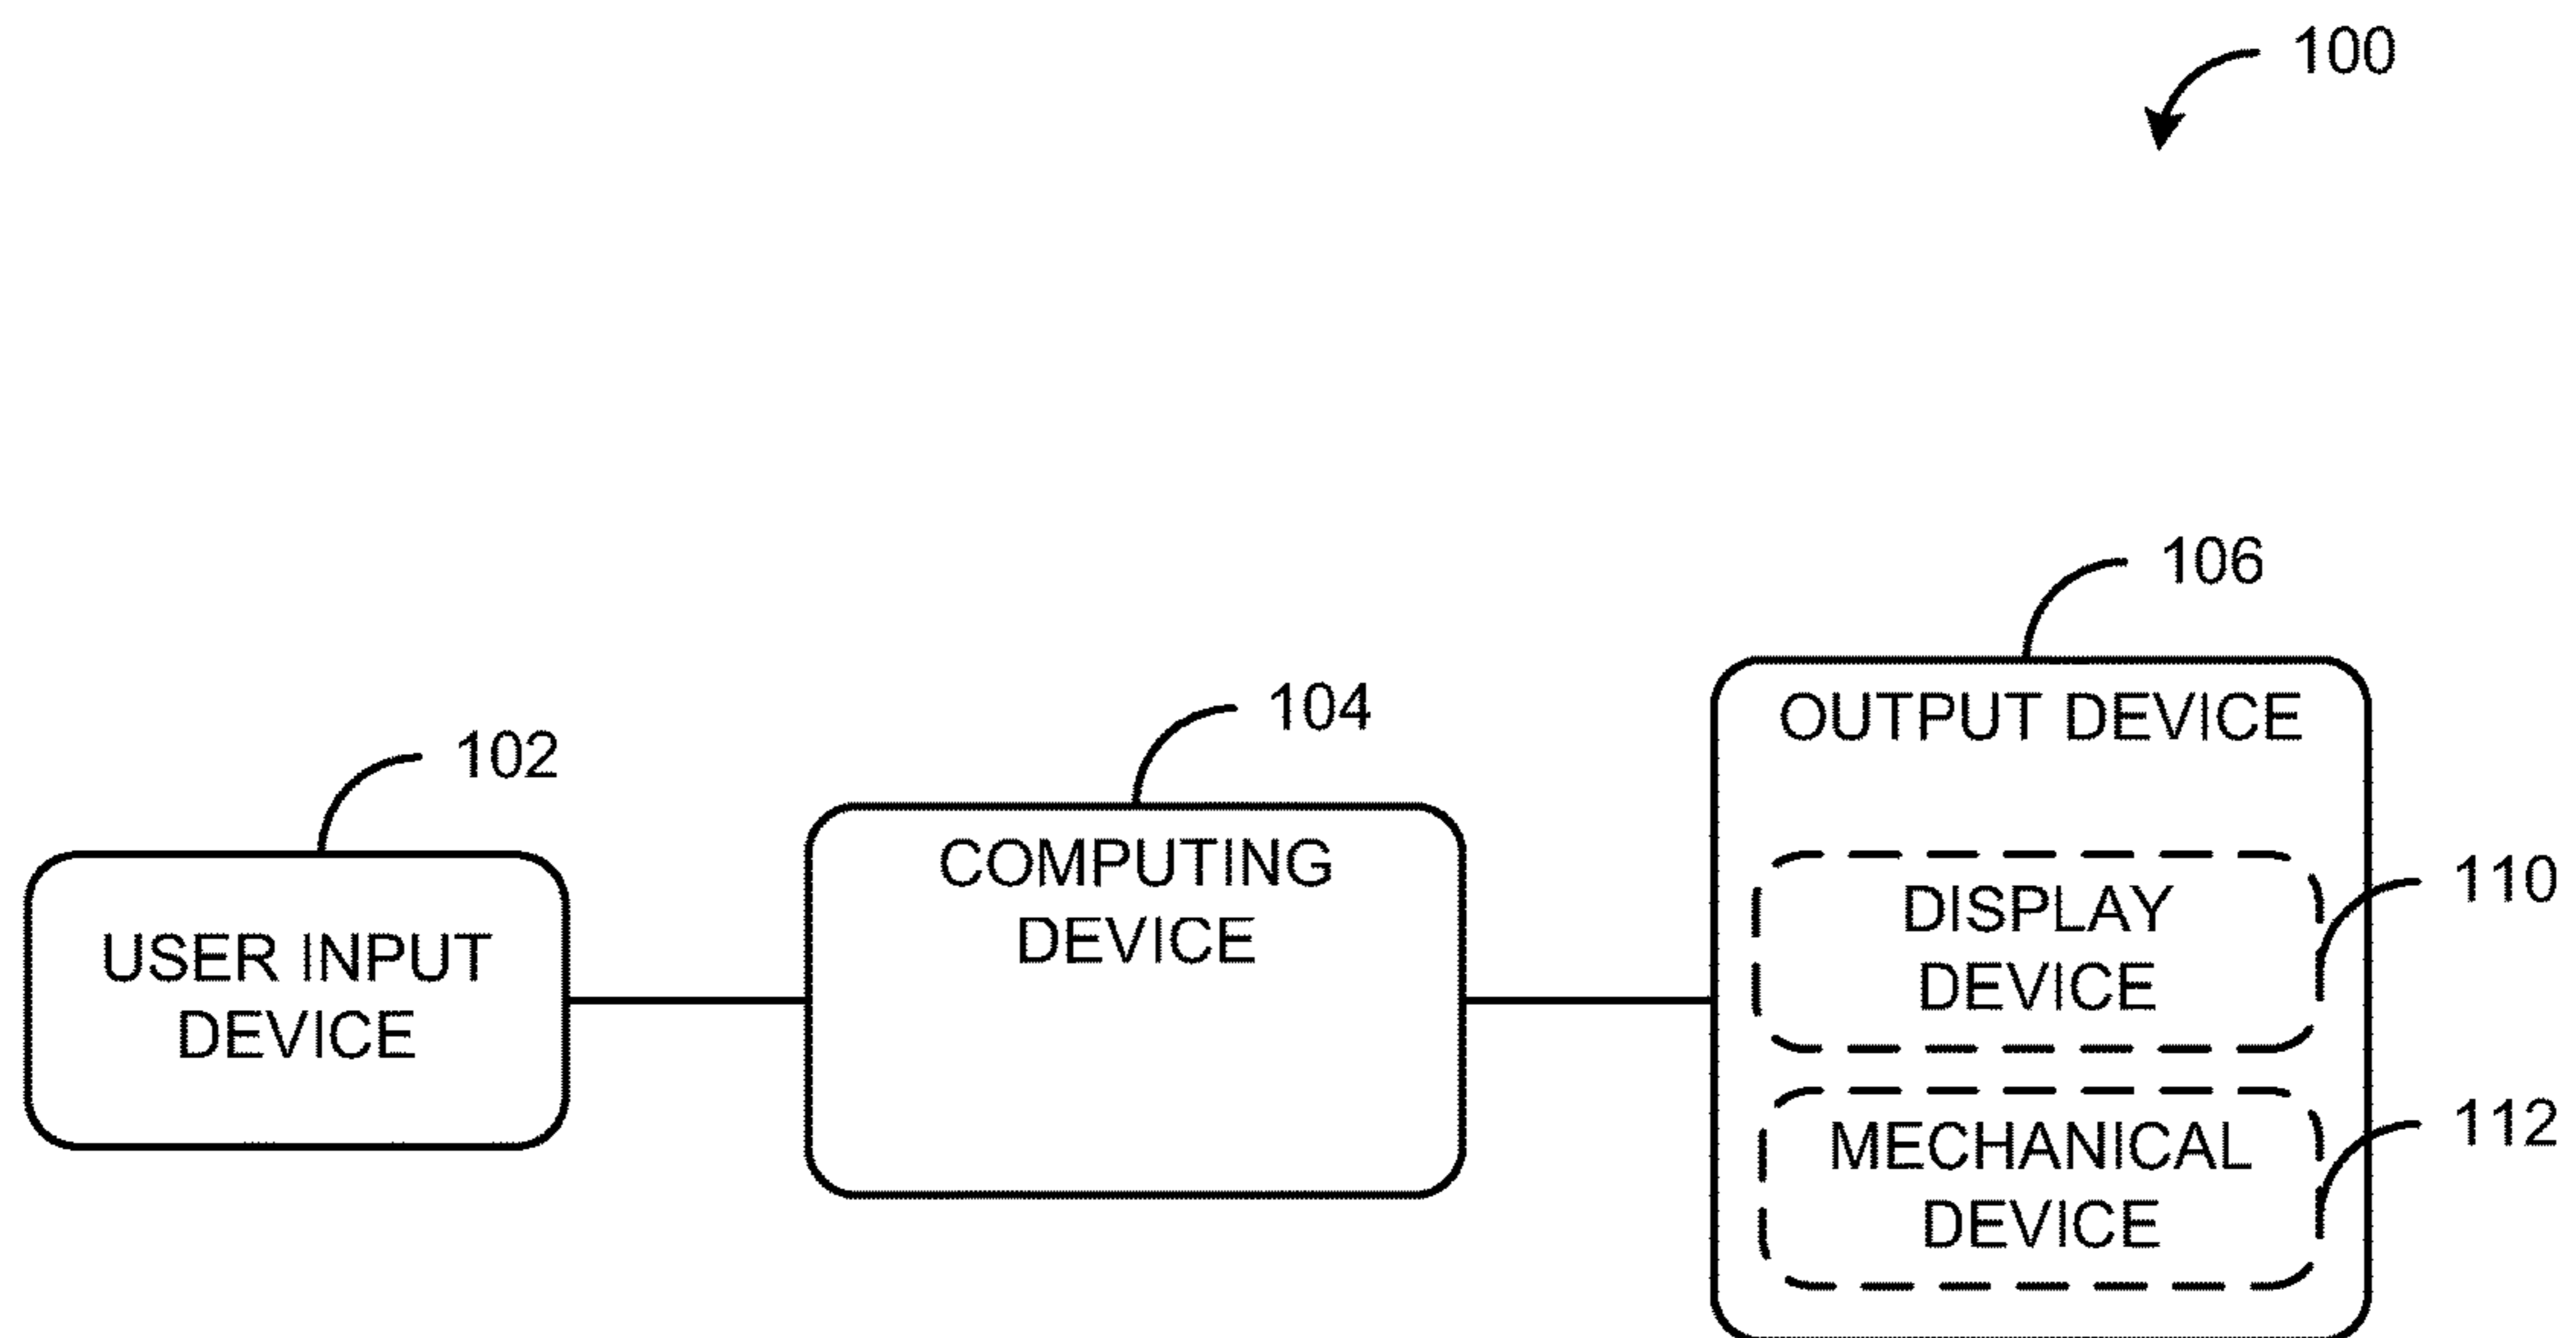 100
106
OUTPUT DEVICE
104
102
COMPUTING
DEVICE
110
DISPLAY
DEVICE
USER INPUT
DEVICE
112
MECHANICAL
DEVICE